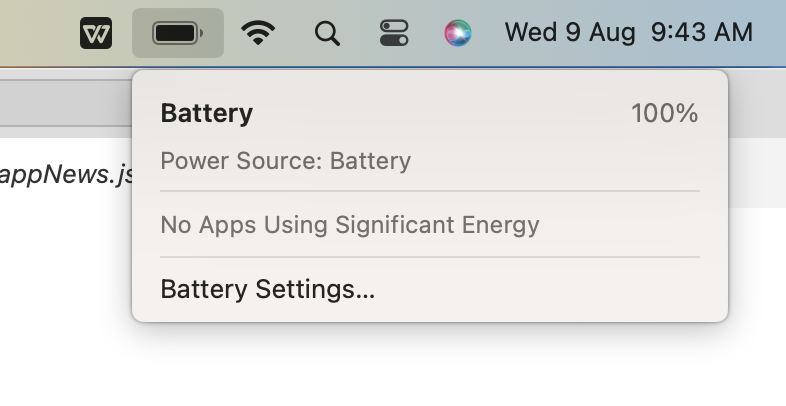 W
Wed 9 Aug 9:43 AM
Battery 100%
Power Source: Battery
appNews.js
No Apps Using Significant Energy
Battery Settings...